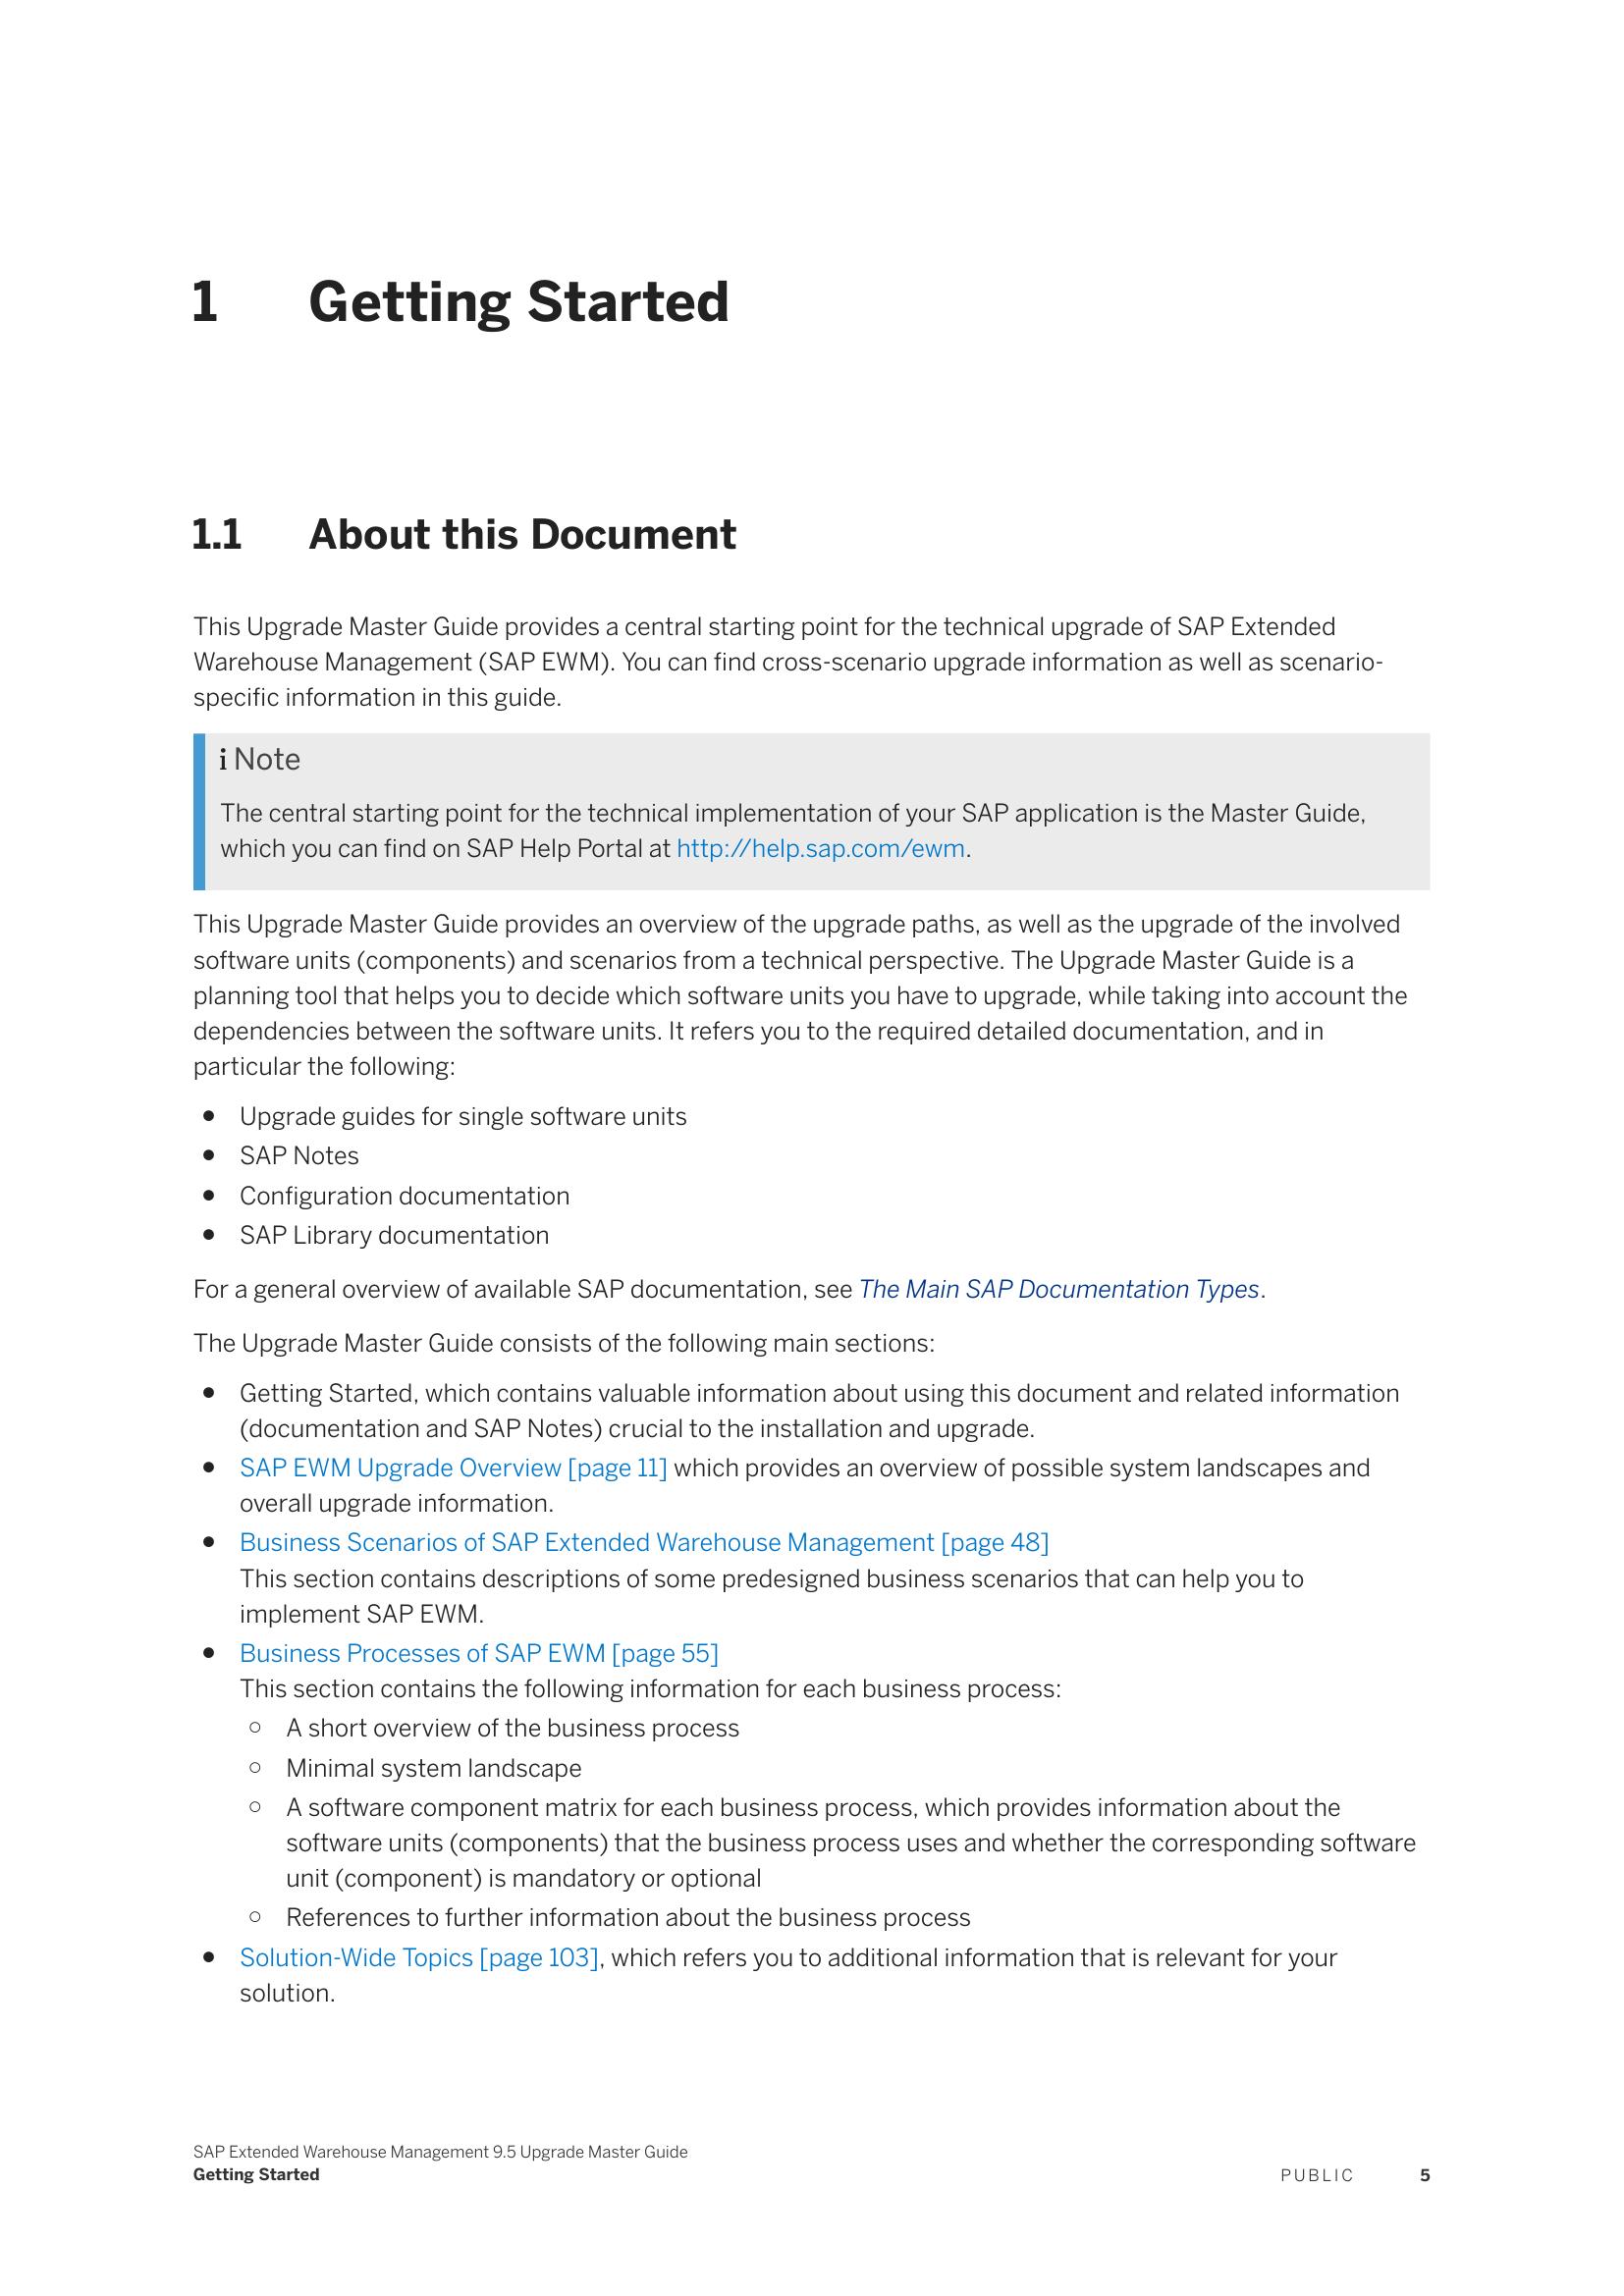 1 Getting Started
1.1 About this Document
This Upgrade Master Guide provides a central starting point for the technical upgrade of SAP Extended
Warehouse Management (SAP EWM). You can find cross-scenario upgrade information as well as scenario-
specific information in this guide.
i Note
The central starting point for the technical implementation of your SAP application is the Master Guide,
which you can find on SAP Help Portal at http://help.sap.com/ewm.
This Upgrade Master Guide provides an overview of the upgrade paths, as well as the upgrade of the involved
software units (components) and scenarios from a technical perspective. The Upgrade Master Guide is a
planning tool that helps you to decide which software units you have to upgrade, while taking into account the
dependencies between the software units. It refers you to the required detailed documentation, and in
particular the following:
● Upgrade guides for single software units
● SAP Notes
● Configuration documentation
● SAP Library documentation
For a general overview of available SAP documentation, see The Main SAP Documentation Types.
The Upgrade Master Guide consists of the following main sections:
● Getting Started, which contains valuable information about using this document and related information
(documentation and SAP Notes) crucial to the installation and upgrade.
● SAP EWM Upgrade Overview [page 11] which provides an overview of possible system landscapes and
overall upgrade information.
● Business Scenarios of SAP Extended Warehouse Management [page 48]
This section contains descriptions of some predesigned business scenarios that can help you to
implement SAP EWM.
● Business Processes of SAP EWM [page 55]
This section contains the following information for each business process:
○ A short overview of the business process
○ Minimal system landscape
○ A software component matrix for each business process, which provides information about the
software units (components) that the business process uses and whether the corresponding software
unit (component) is mandatory or optional
○ References to further information about the business process
● Solution-Wide Topics [page 103], which refers you to additional information that is relevant for your
solution.
SAP Extended Warehouse Management 9.5 Upgrade Master Guide
Getting Started PUBLIC 5